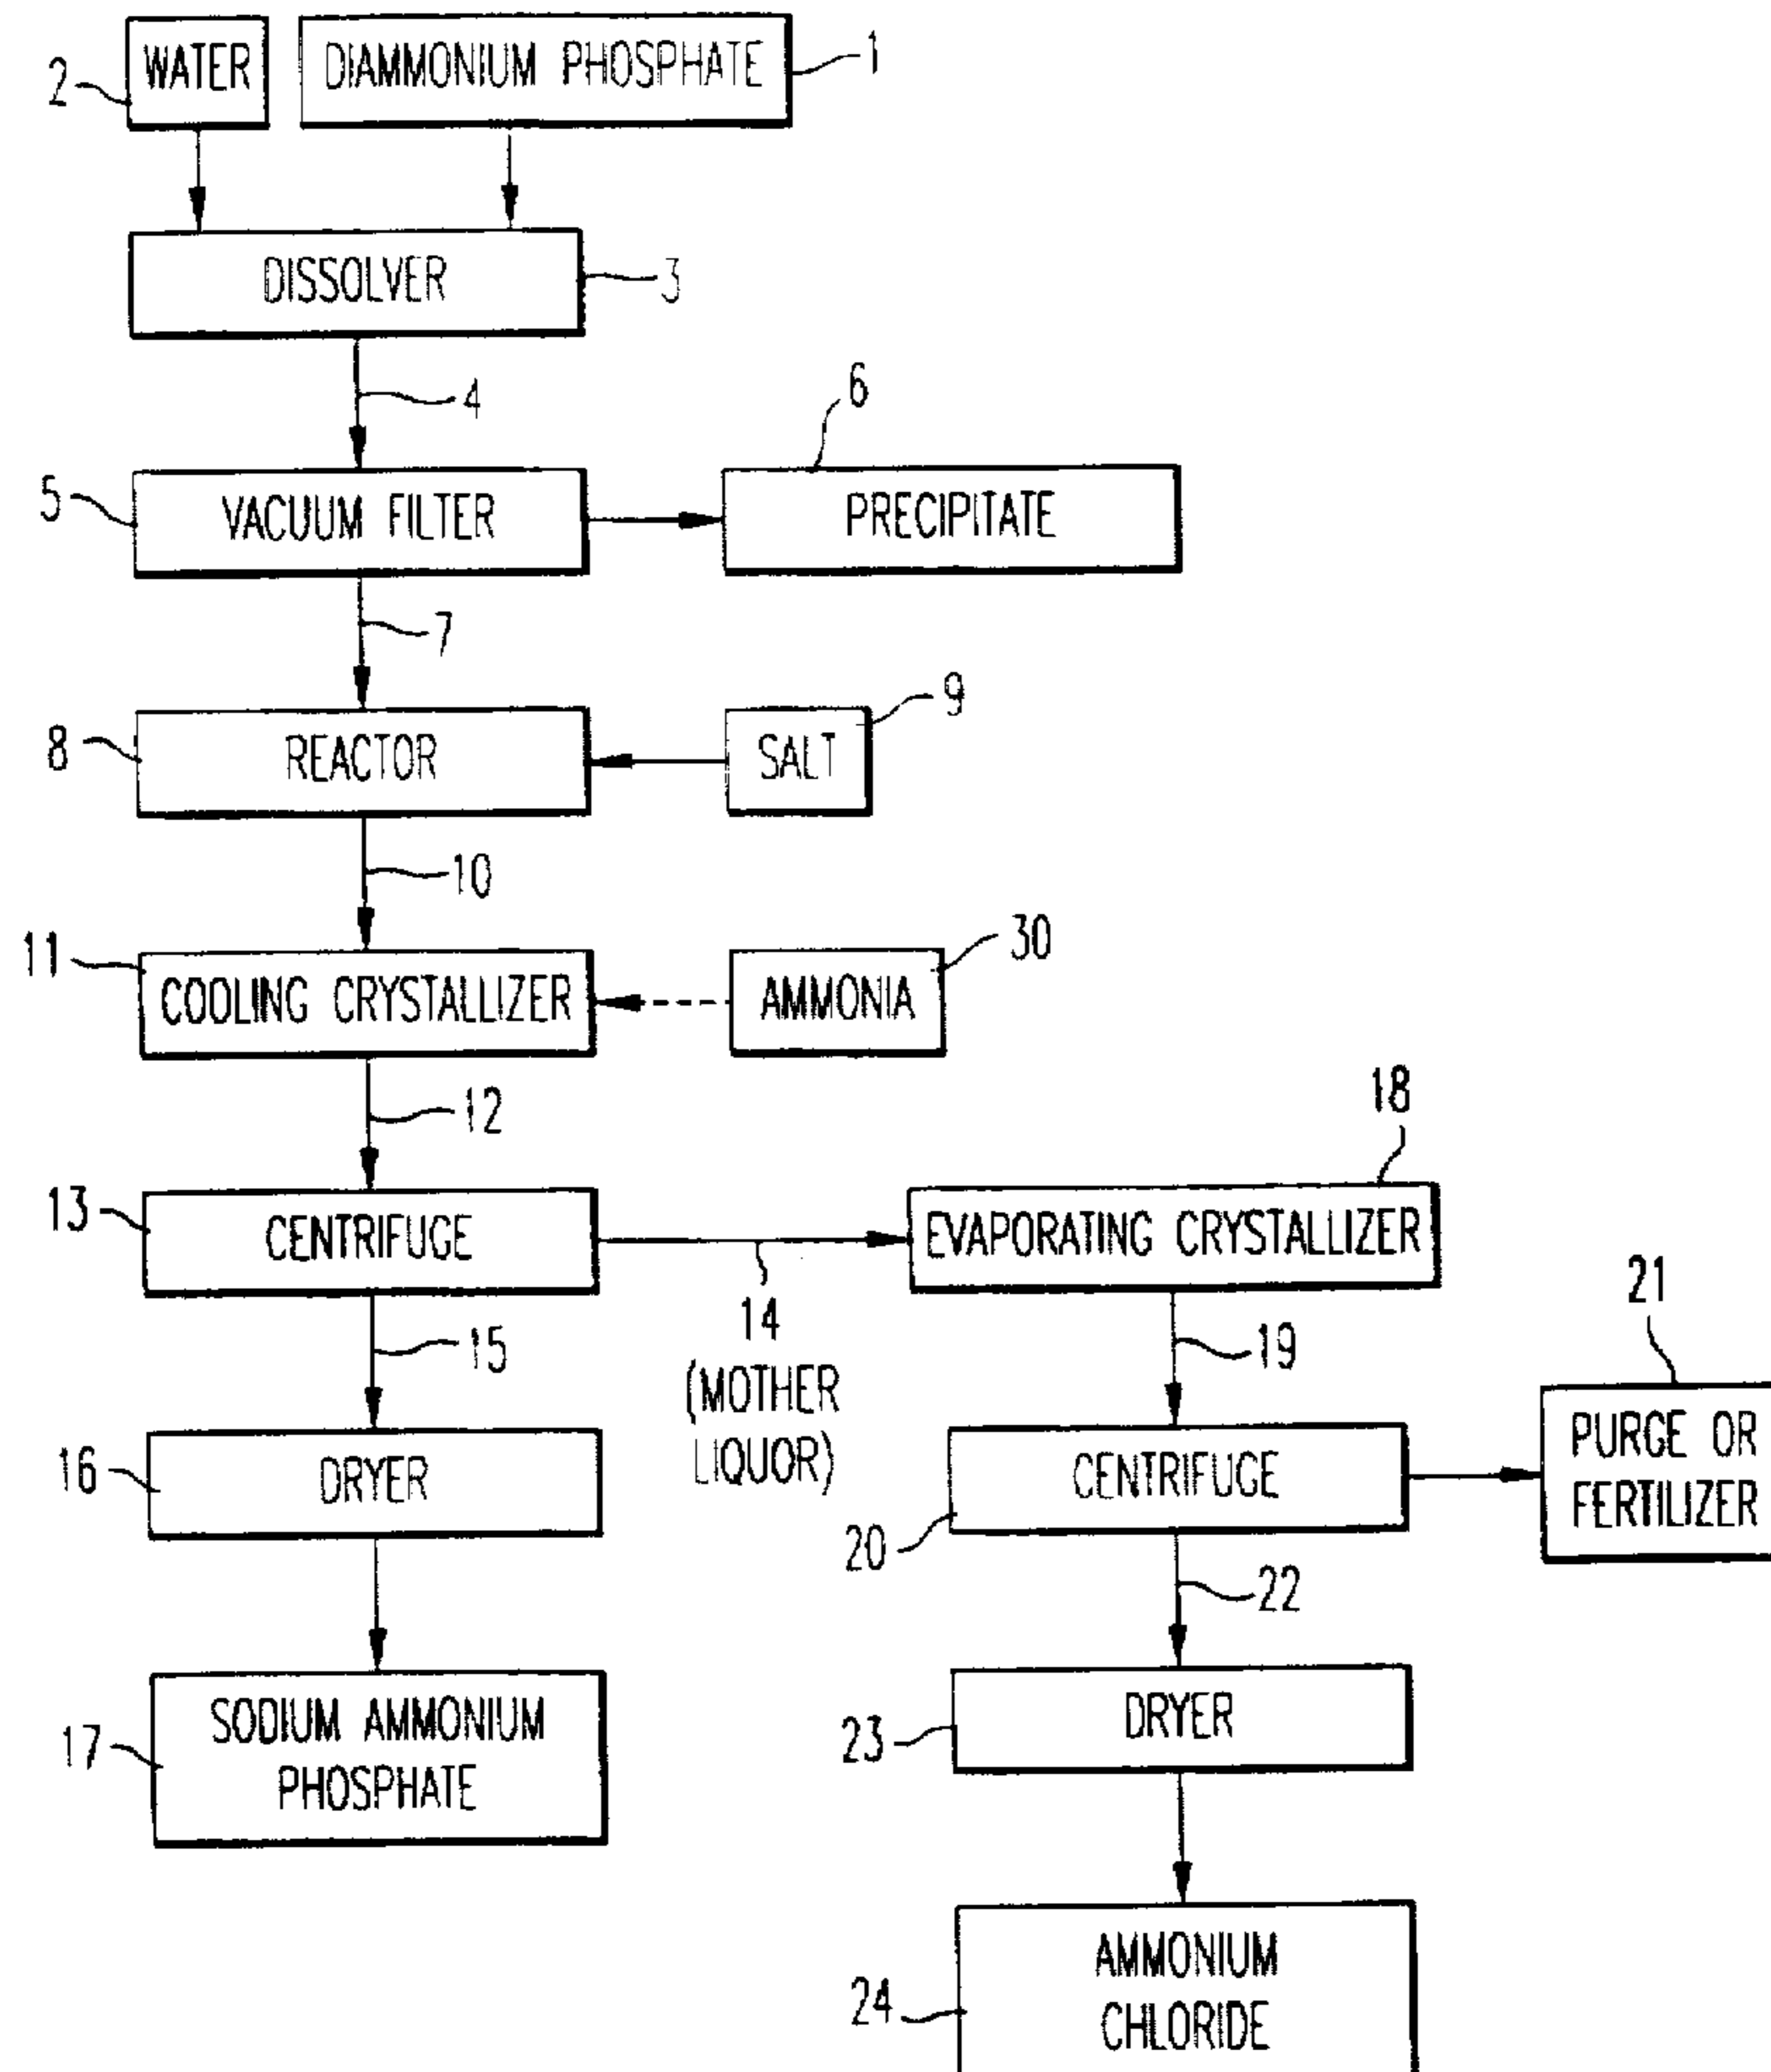 2
WATER
DIAMMONIUM PHOSPHATE
1
DISSOLVER
3
4
6
5
VACUUM FILTER
PRECIPITATE
7
9
8
REACTOR
SALT
10
30
11
COOLING CRYSTALLIZER
AMMONIA
12
18
13
CENTRIFUGE
EVAPORATING CRYSTALLIZER
14
(MOTHER
LIQUOR)
15
19
21
16
DRYER
CENTRIFUGE
20
PURGE OR
FERTILIZER
22
17
SODIUM AMMONIUM
PHOSPHATE
23
DRYER
24
AMMONIUM
CHLORIDE